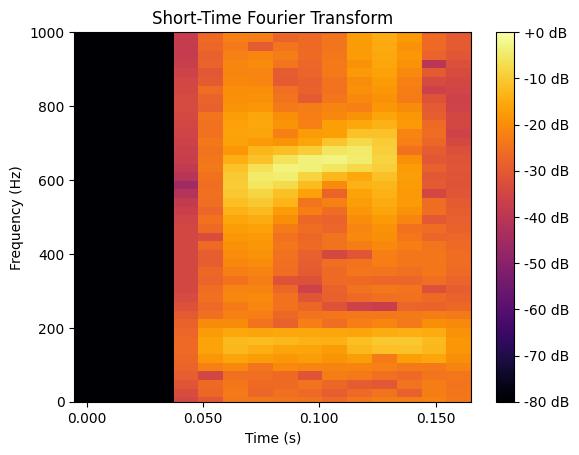 Short-Time Fourier Transform
Frequency (Hz)
1000
800
600
400
200
0
0.000 0.050 0.100 0.150
Time (s)
+0 dB
-10 dB
-20 dB
-30 dB
-40 dB
-50 dB
-60 dB
-70 dB
-80 dB